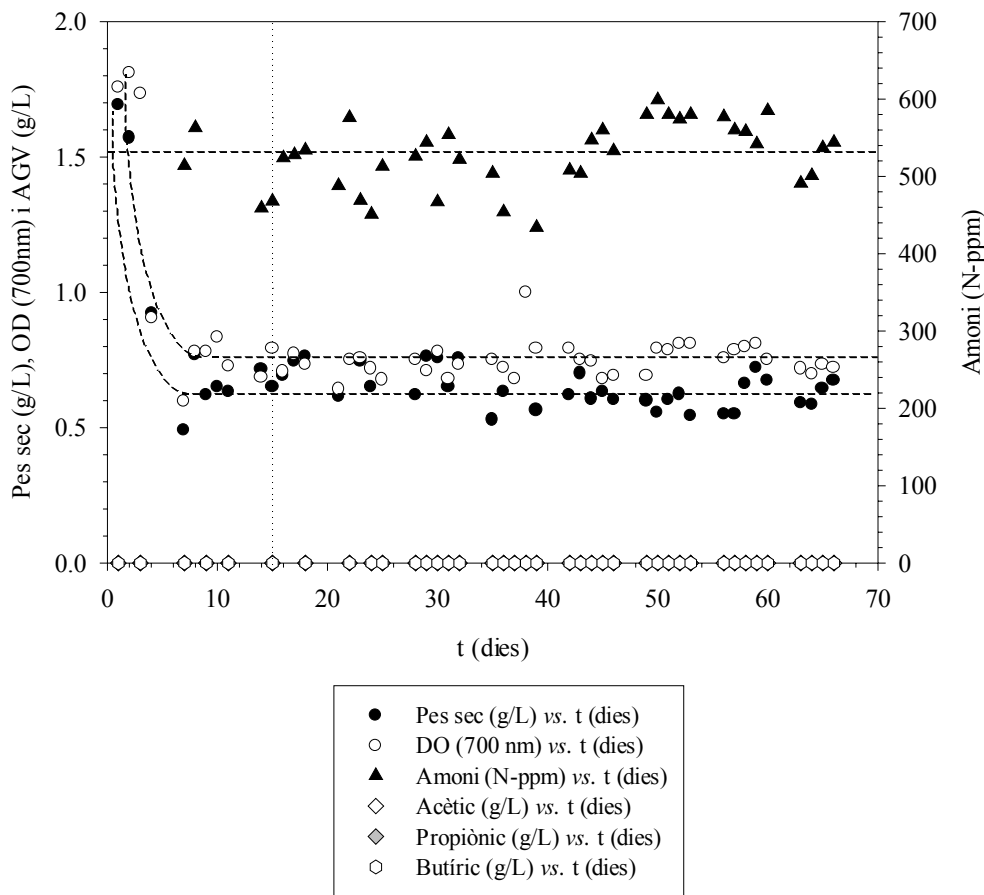 2.0
1.5
1.0
0.5
0.0
Pes sec (g/L), OD (700nm) i AGV (g/L)
700
600
500
400
300
200
100
0
Amoni (N-ppm)
0 10 20 30 40 50 60 70
t (dies)
Pes sec (g/L) vs. t (dies)
DO (700 nm) vs. t (dies)
Amoni (N-ppm) vs. t (dies)
Acètic (g/L) vs. t (dies)
Propiònic (g/L) vs. t (dies)
Butíric (g/L) vs. t (dies)